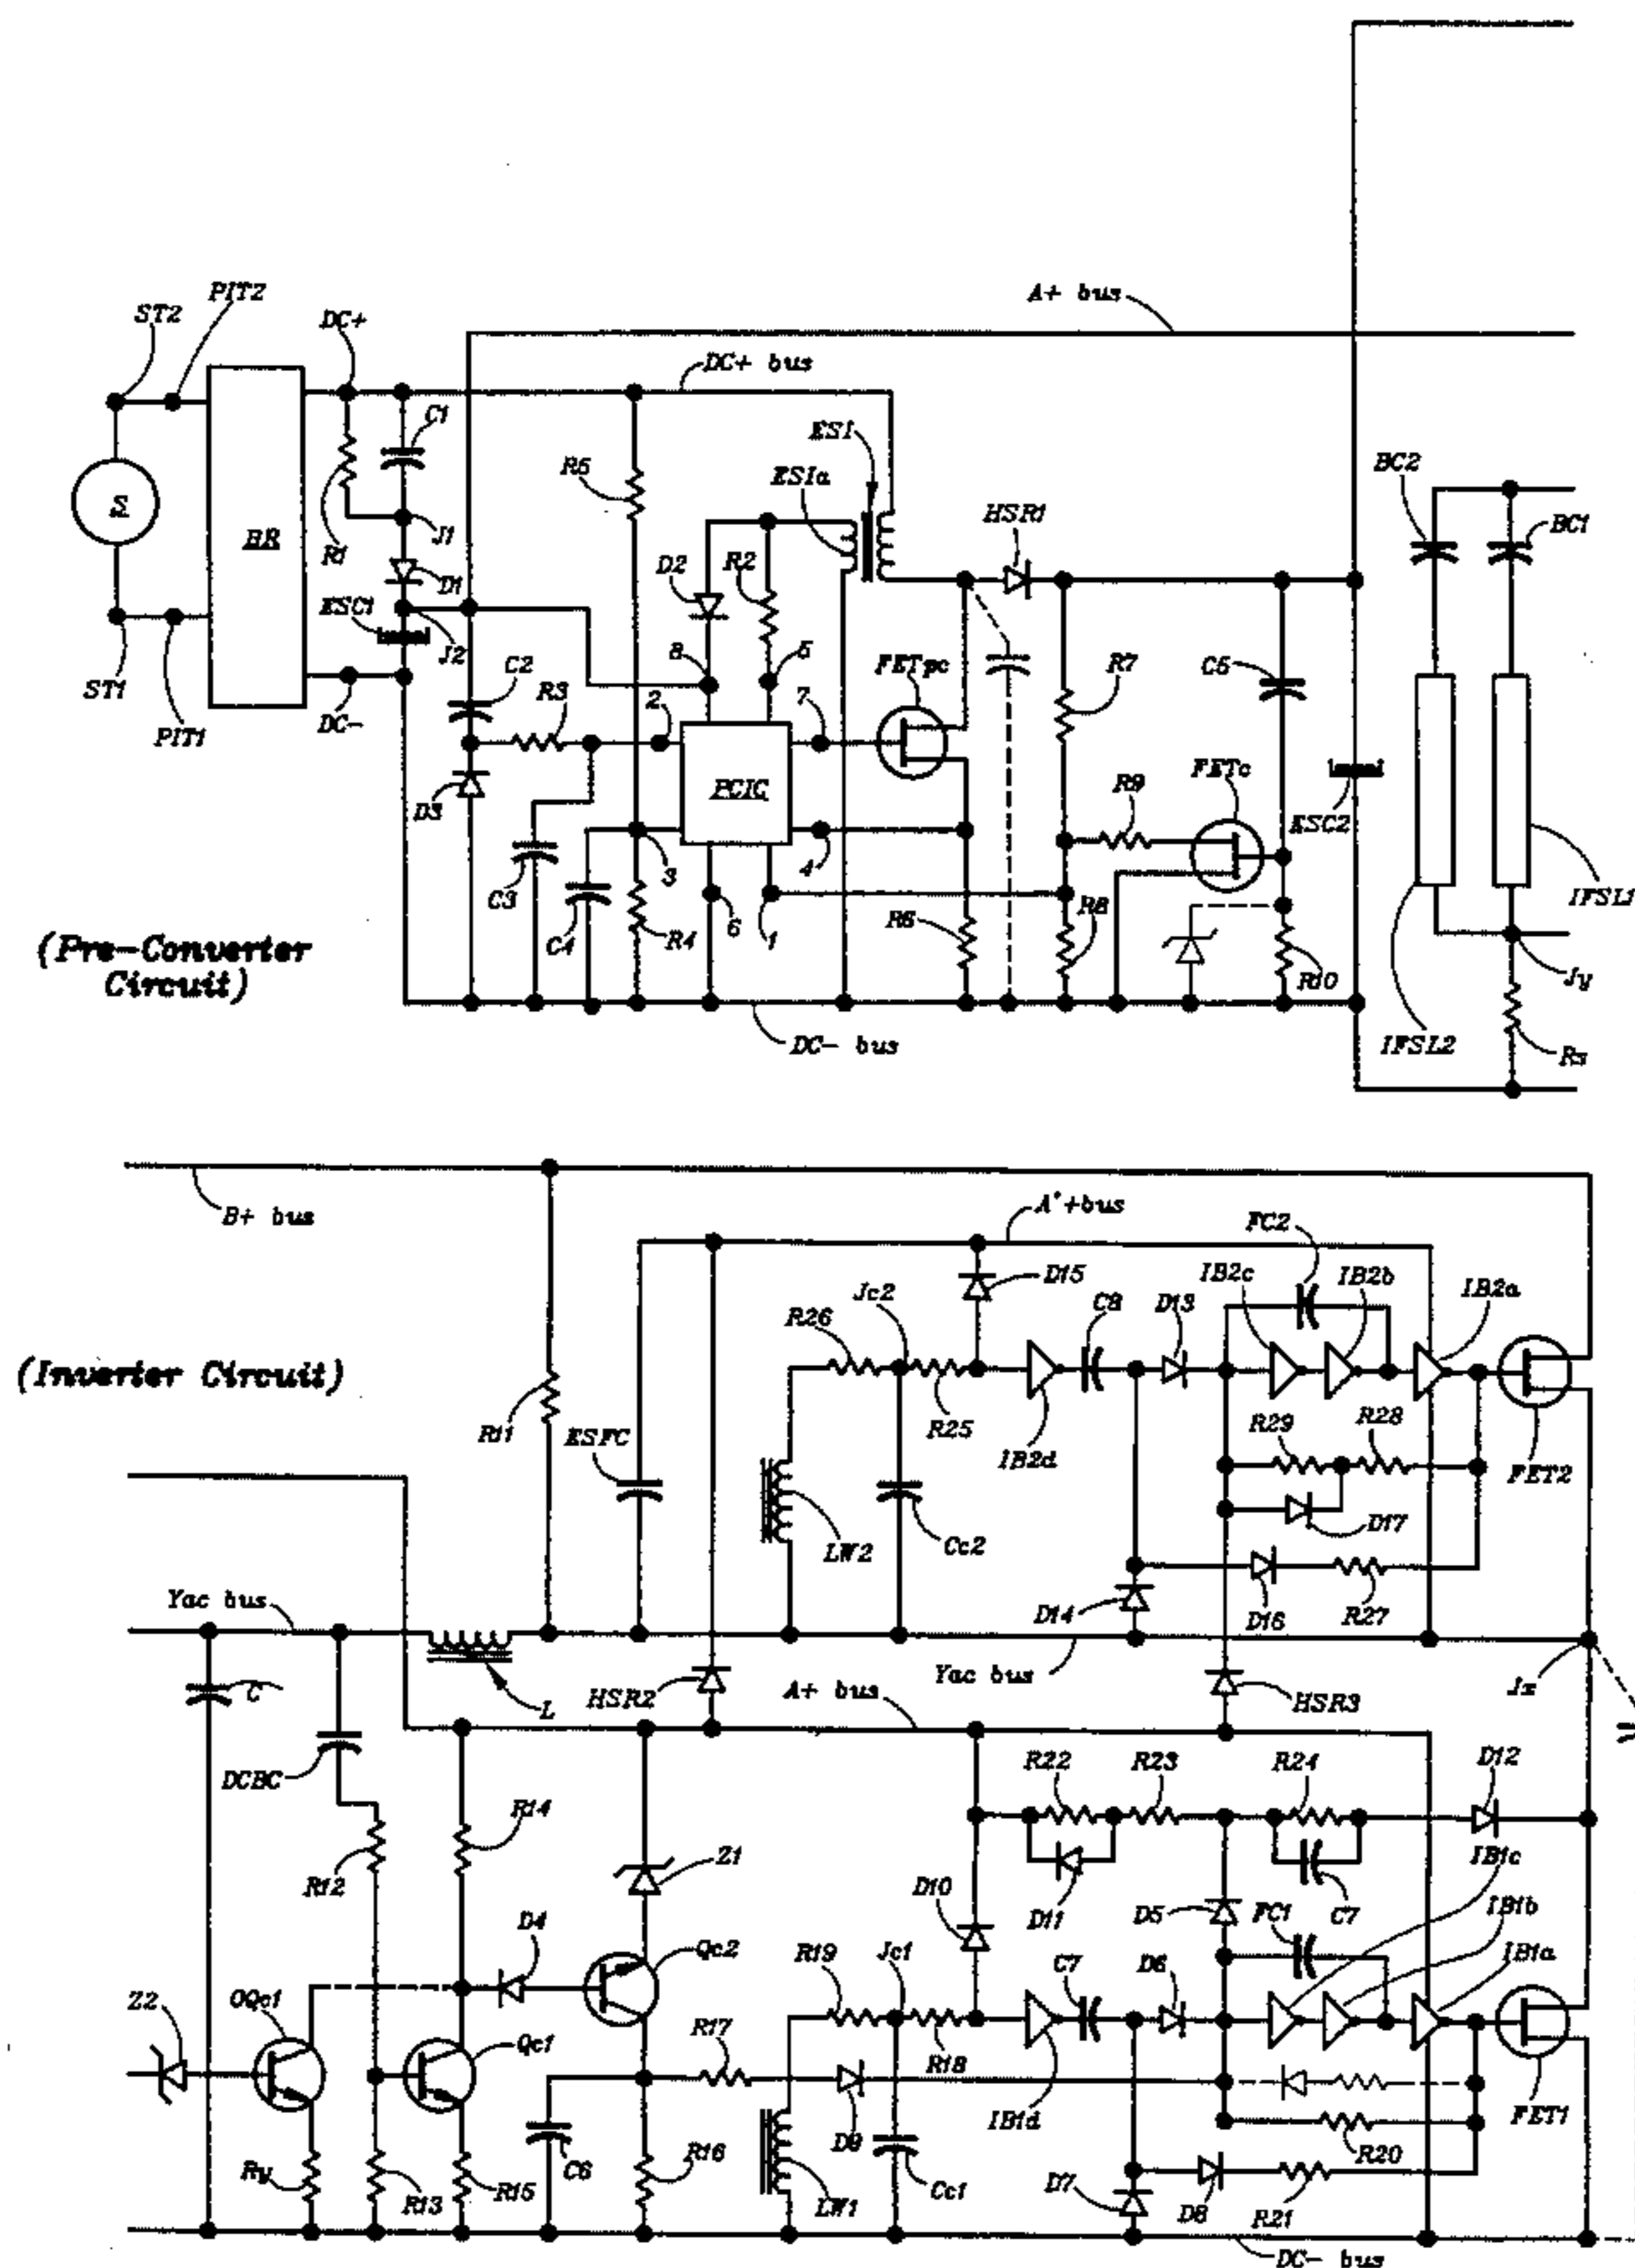 A+ bus
ST2
PIT2
DC+
DC+ bus
C1
ES1
ES1a
R5
BC2
HSR1
BC1
S
BR
R1
J1
D2
R2
D1
ESC1
J2
8
5
C2
R3
2
7
FETpc
R7
C5
ST1
PIT1
DC-
PCIC
FETc
R9
D3
ESC2
C3
3
4
IFSL1
C4
R4
6
1
R6
R8
(Pre-Converter
Circuit)
R10
Jy
DC- bus
IFSL2
Rs
B+ bus
A'+bus
FC2
D15
IB2c
IB2b
IB2a
Jc2
C8
D13
R26
(Inverter Circuit)
R11
ESFC
R25
IB2d
R29
R28
FET2
D17
LW2
Cc2
Yac bus
D14
D16
R27
C
Yac bus
HSR2
A+ bus
HSR3
Jx
L
DCBC
R22
R23
R24
D12
R14
IB1c
R12
Z1
D10
D11
D5
FC1
C7
IB1b
D4
Qc2
R19
Jc1
C7
D6
IB1a
Z2
OQc1
Qc1
R17
R18
IB1d
FET1
D9
R20
Ry
R13
R15
C6
R16
LW1
Cc1
D7
D8
R21
DC- bus